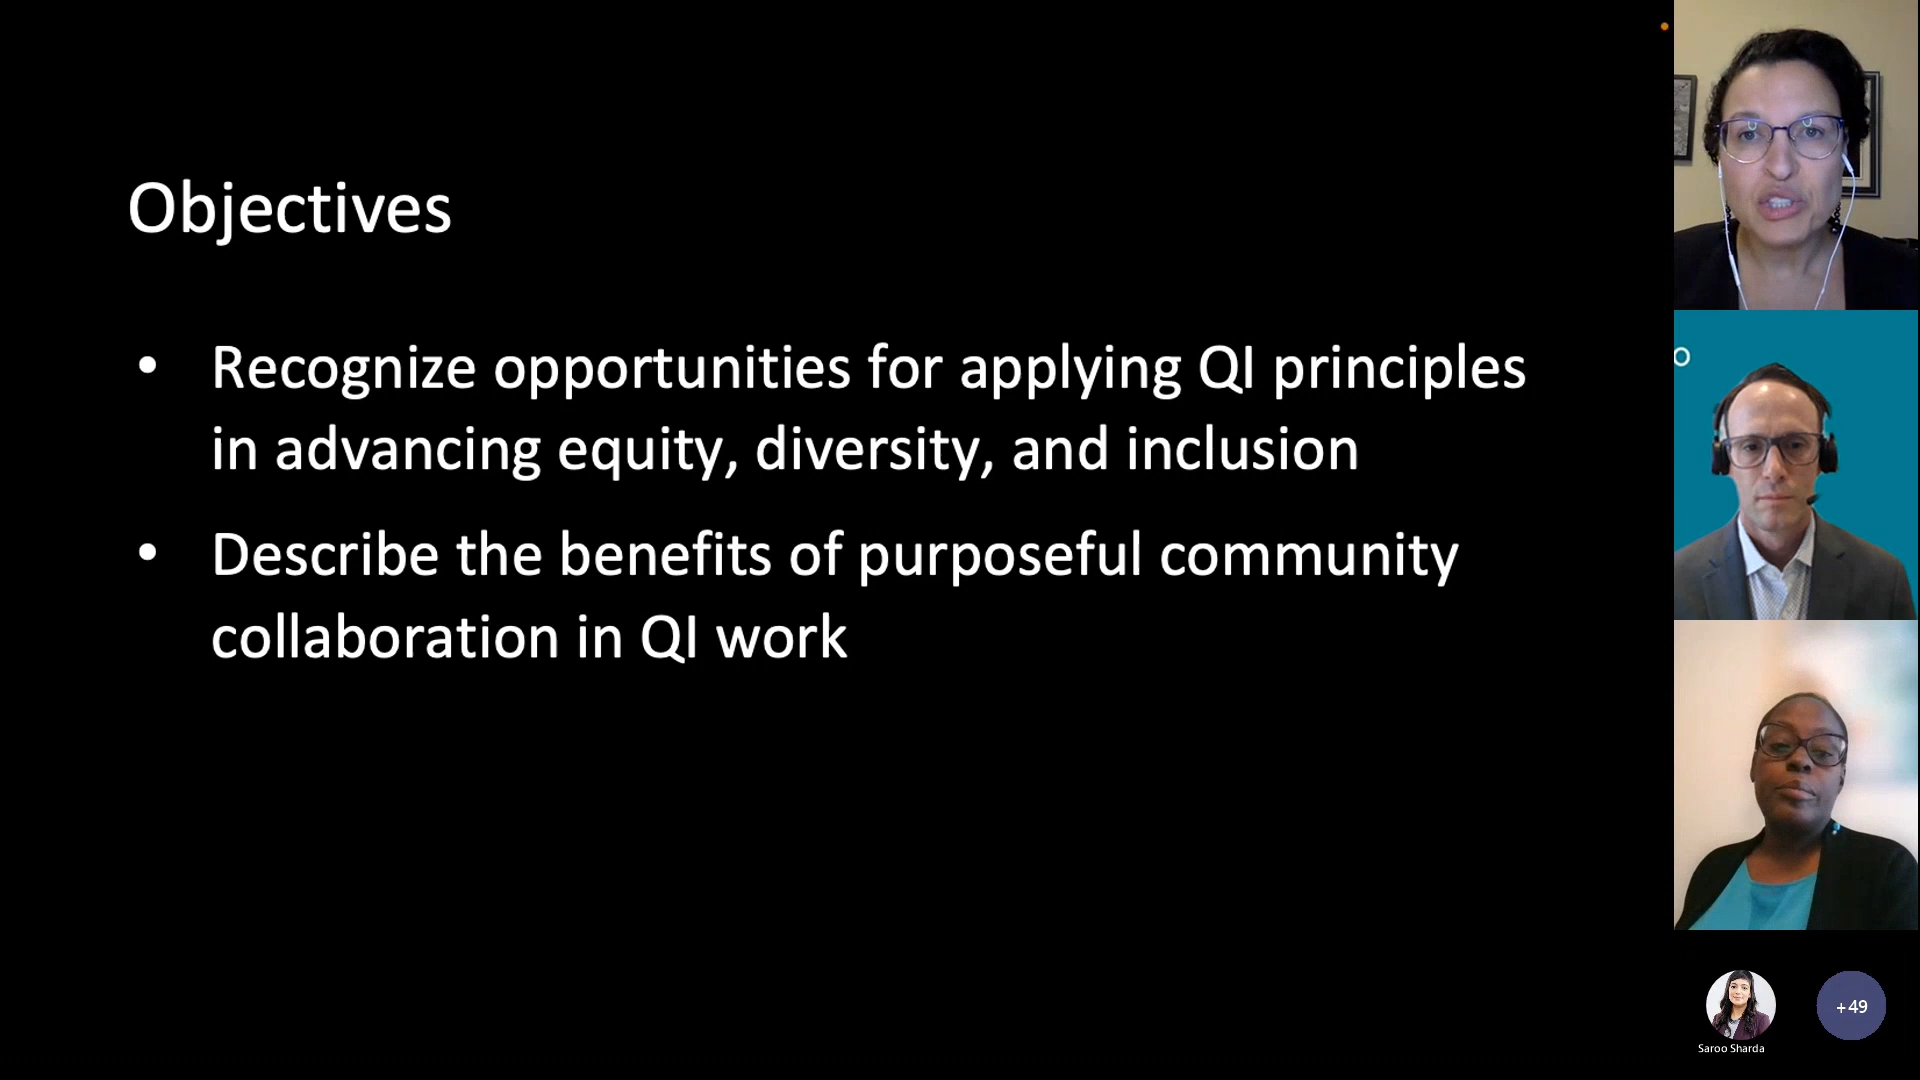 Objectives
• Recognize opportunities for applying QI principles
in advancing equity, diversity, and inclusion
• Describe the benefits of purposeful community
collaboration in QI work
o
+49
Saroo Sharda